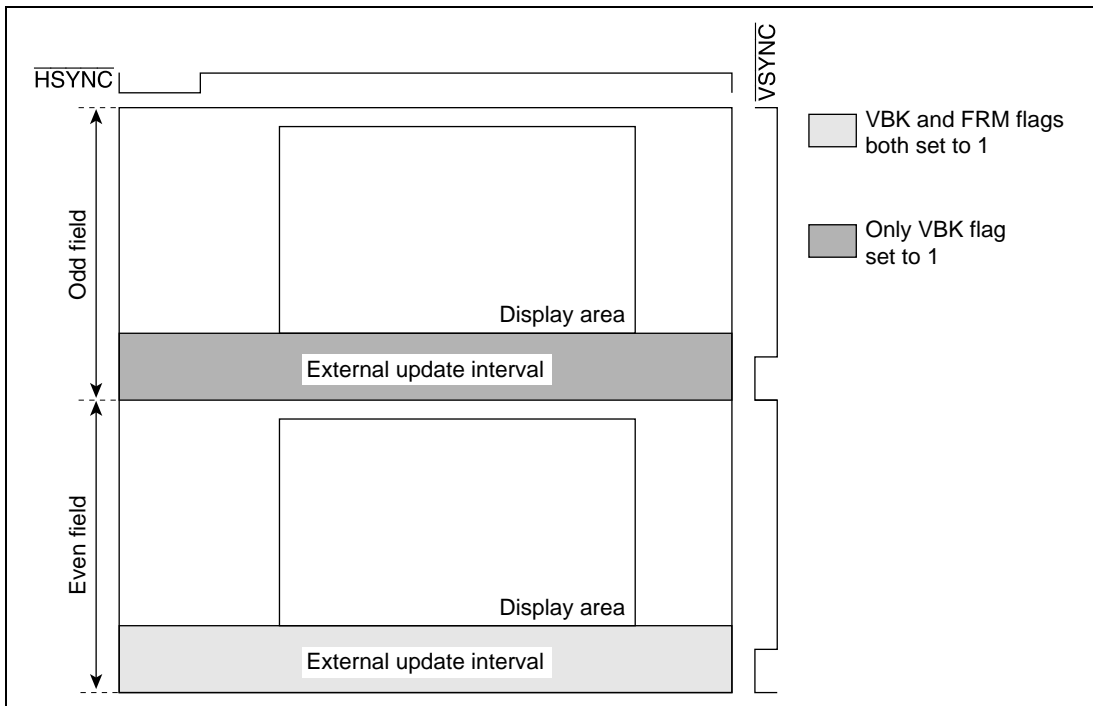 HSYNC
VSYNC
VBK and FRM flags
both set to 1
Only VBK flag
set to 1
Odd field
Display area
External update interval
Even field
Display area
External update interval